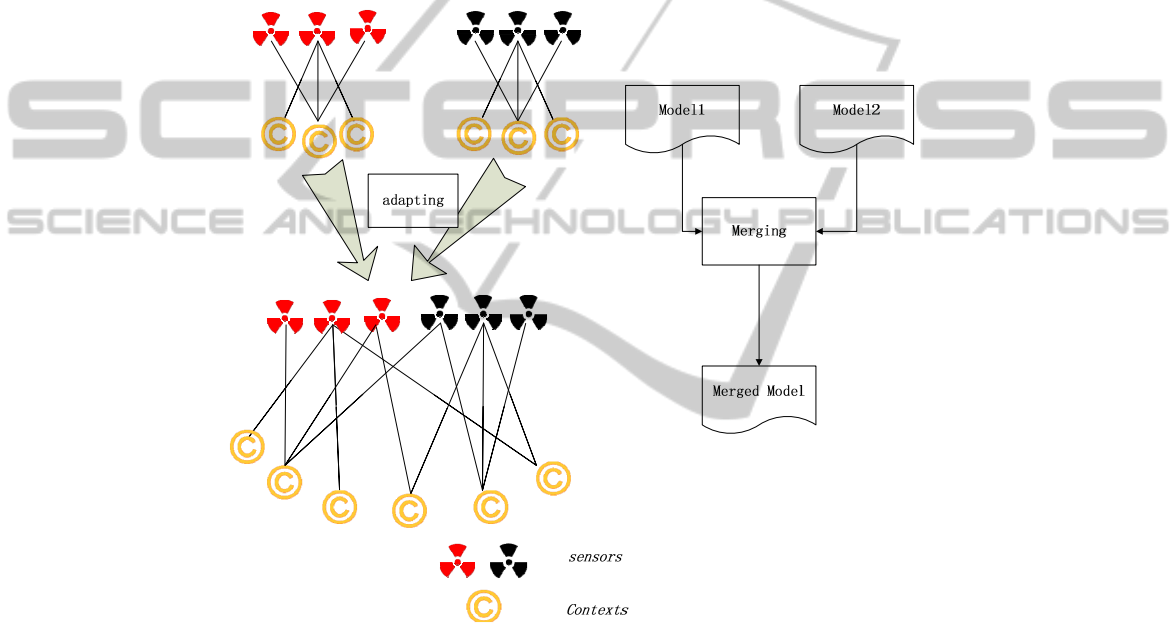 SCITEPRESS
SCIENCE AND TECHNOLOGY PUBLICATIONS
Model1
Model2
adapting
Merging
Merged Model
sensors
Contexts